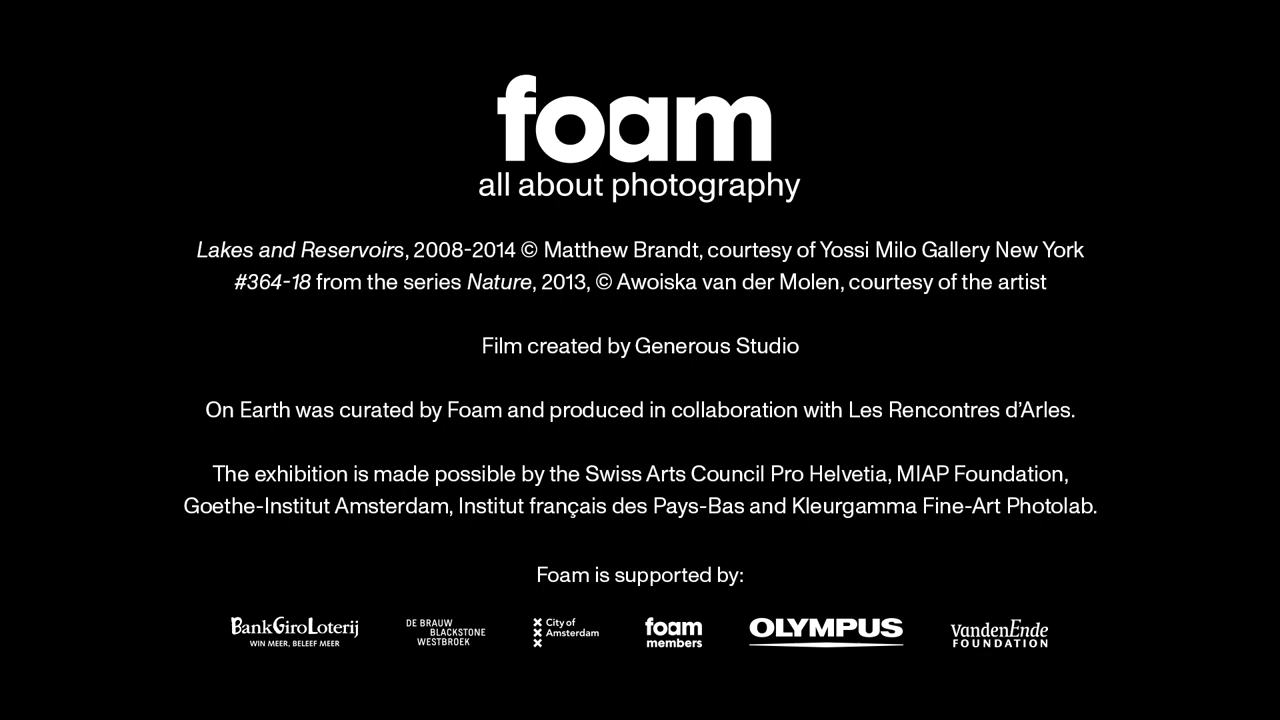 foam
all about photography
Lakes and Reservoirs, 2008-2014 © Matthew Brandt, courtesy of Yossi Milo Gallery New York
#364-18 from the series Nature, 2013, © Awoiska van der Molen, courtesy of the artist
Film created by Generous Studio
On Earth was curated by Foam and produced in collaboration with Les Rencontres d’Arles.
The exhibition is made possible by the Swiss Arts Council Pro Helvetia, MIAP Foundation,
Goethe-Institut Amsterdam, Institut français des Pays-Bas and Kleurgamma Fine-Art Photolab.
Foam is supported by:
BankGiroLoterij
WIN MEER, BELEEF MEER
DE BRAUW
BLACKSTONE
WESTBROEK
City of
Amsterdam
foam
members
OLYMPUS
VandenEnde
FOUNDATION